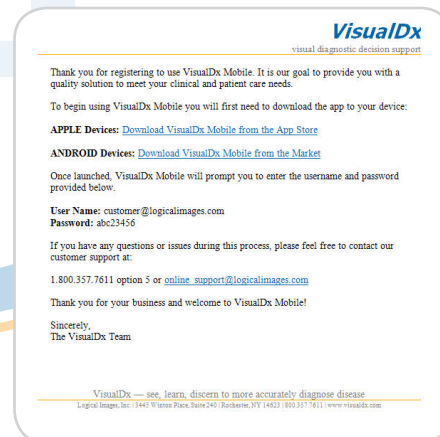 VisualDx
visual diagnostic decision support
Thank you for registering to use VisualDx Mobile. It is our goal to provide you with a
quality solution to meet your clinical and patient care needs.
To begin using VisualDx Mobile you will first need to download the app to your device:
APPLE Devices: Download VisualDx Mobile from the App Store
ANDROID Devices: Download VisualDx Mobile from the Market
Once launched, VisualDx Mobile will prompt you to enter the username and password
provided below.
User Name: customer@logicalimages.com
Password: abc23456
If you have any questions or issues during this process, please feel free to contact our
customer support at:
1.800.357.7611 option 5 or online_support@logicalimages.com
Thank you for your business and welcome to VisualDx Mobile!
Sincerely,
The VisualDx Team
VisualDx — see, learn, discern to more accurately diagnose disease
Logical Images, Inc. | 3445 Winton Place, Suite 240 | Rochester, NY 14623 | 800.357.7611 | www.visualdx.com